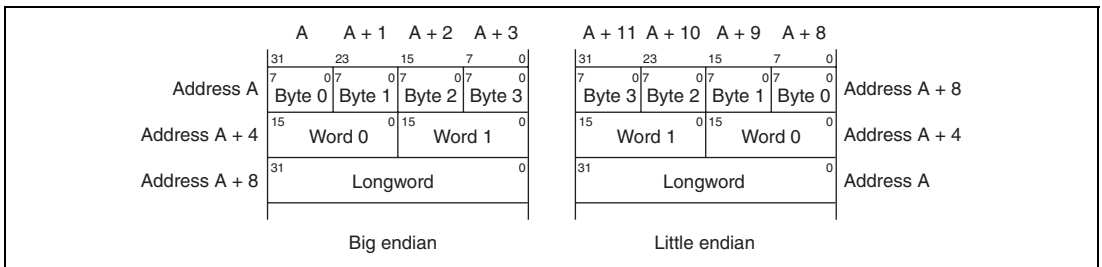 A A + 1 A + 2 A + 3 A + 11 A + 10 A + 9 A + 8
31 23 15 7 0 31 23 15 7 0
7 0 7 0 7 0 7 0 7 0 7 0 7 0 7 0
Address A Byte 0 Byte 1 Byte 2 Byte 3 Byte 3 Byte 2 Byte 1 Byte 0 Address A + 8
15 0 15 0 15 0 15 0
Address A + 4 Word 0 Word 1 Word 1 Word 0 Address A + 4
31 0 31 0
Address A + 8 Longword Longword Address A
Big endian Little endian